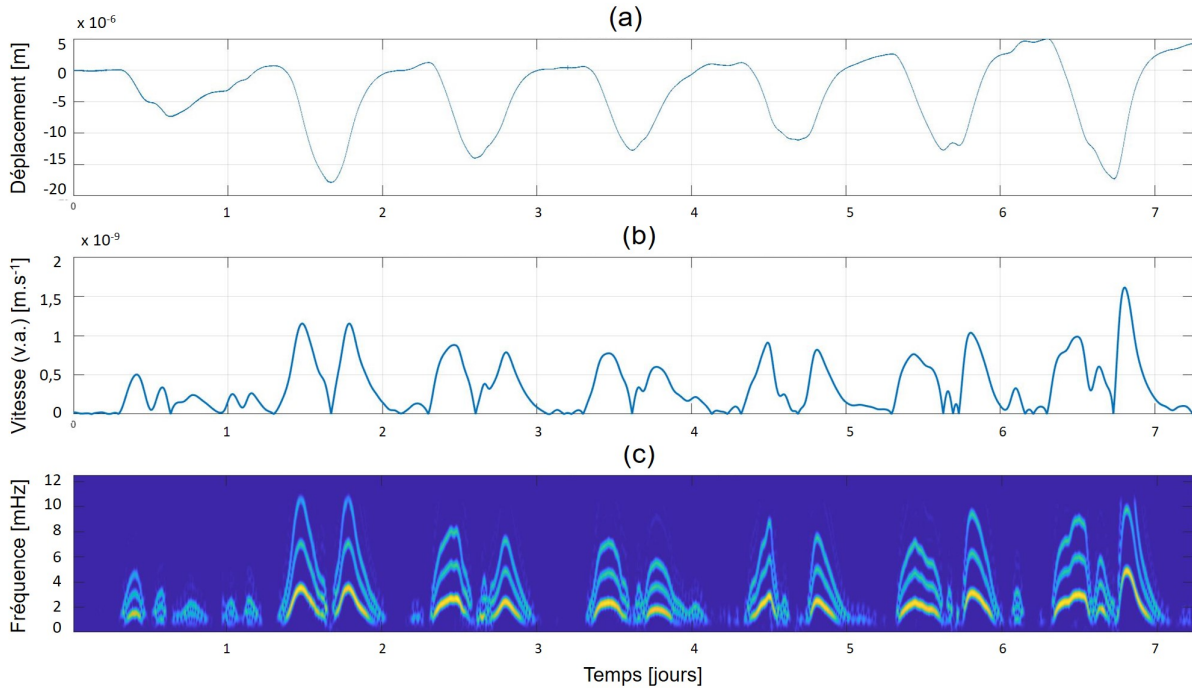 (a)
x 10-6
Déplacement [m]
5
0
-5
-10
-15
-20
0 1 2 3 4 5 6 7
(b)
x 10-9
Vitesse (v.a.) [m.s-1]
2
1,5
1
0,5
0
0 1 2 3 4 5 6 7
(c)
Fréquence [mHz]
12
10
8
6
4
2
0
1 2 3 4 5 6 7
Temps [jours]